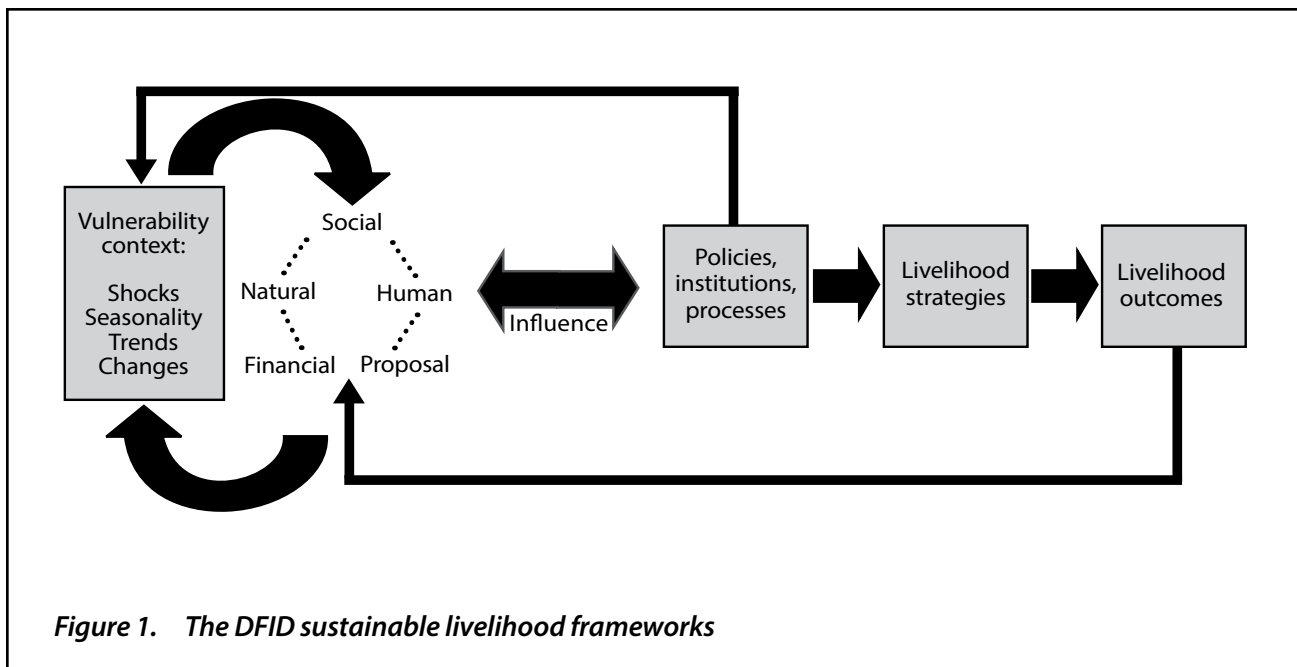 Vulnerability
context:
Shocks
Seasonality
Trends
Changes
Social
Natural
Human
Financial
Proposal
Influence
Policies,
institutions,
processes
Livelihood
strategies
Livelihood
outcomes
Figure 1. The DFID sustainable livelihood frameworks